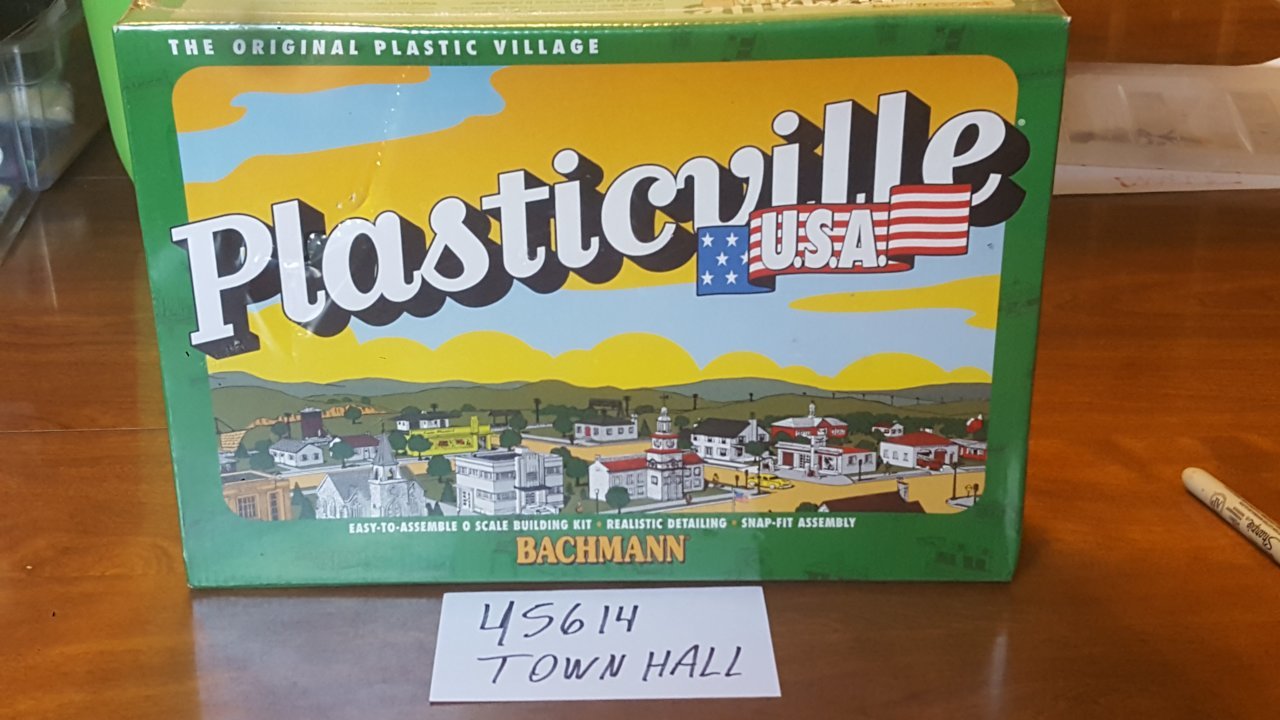 THE ORIGINAL PLASTIC VILLAGE
Plasticville®
U.S.A.
EASY-TO-ASSEMBLE O SCALE BUILDING KIT • REALISTIC DETAILING • SNAP-FIT ASSEMBLY
BACHMANN
45614
TOWN HALL
Sharpie